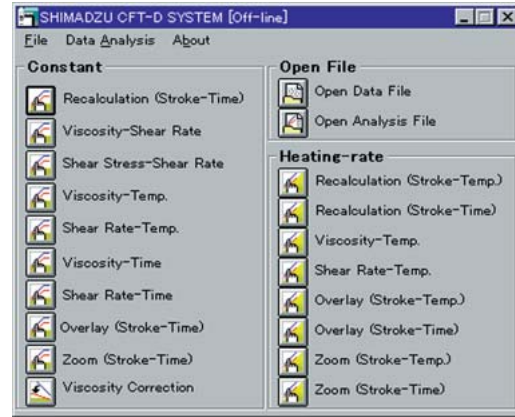 SHIMADZU CFT-D SYSTEM [Off-line]
File Data Analysis About
Constant
Recalculation (Stroke-Time)
Viscosity-Shear Rate
Shear Stress-Shear Rate
Viscosity-Temp.
Shear Rate-Temp.
Viscosity-Time
Shear Rate-Time
Overlay (Stroke-Time)
Zoom (Stroke-Time)
Viscosity Correction
Open File
Open Data File
Open Analysis File
Heating-rate
Recalculation (Stroke-Temp.)
Recalculation (Stroke-Time)
Viscosity-Temp.
Shear Rate-Temp.
Overlay (Stroke-Temp.)
Overlay (Stroke-Time)
Zoom (Stroke-Temp.)
Zoom (Stroke-Time)